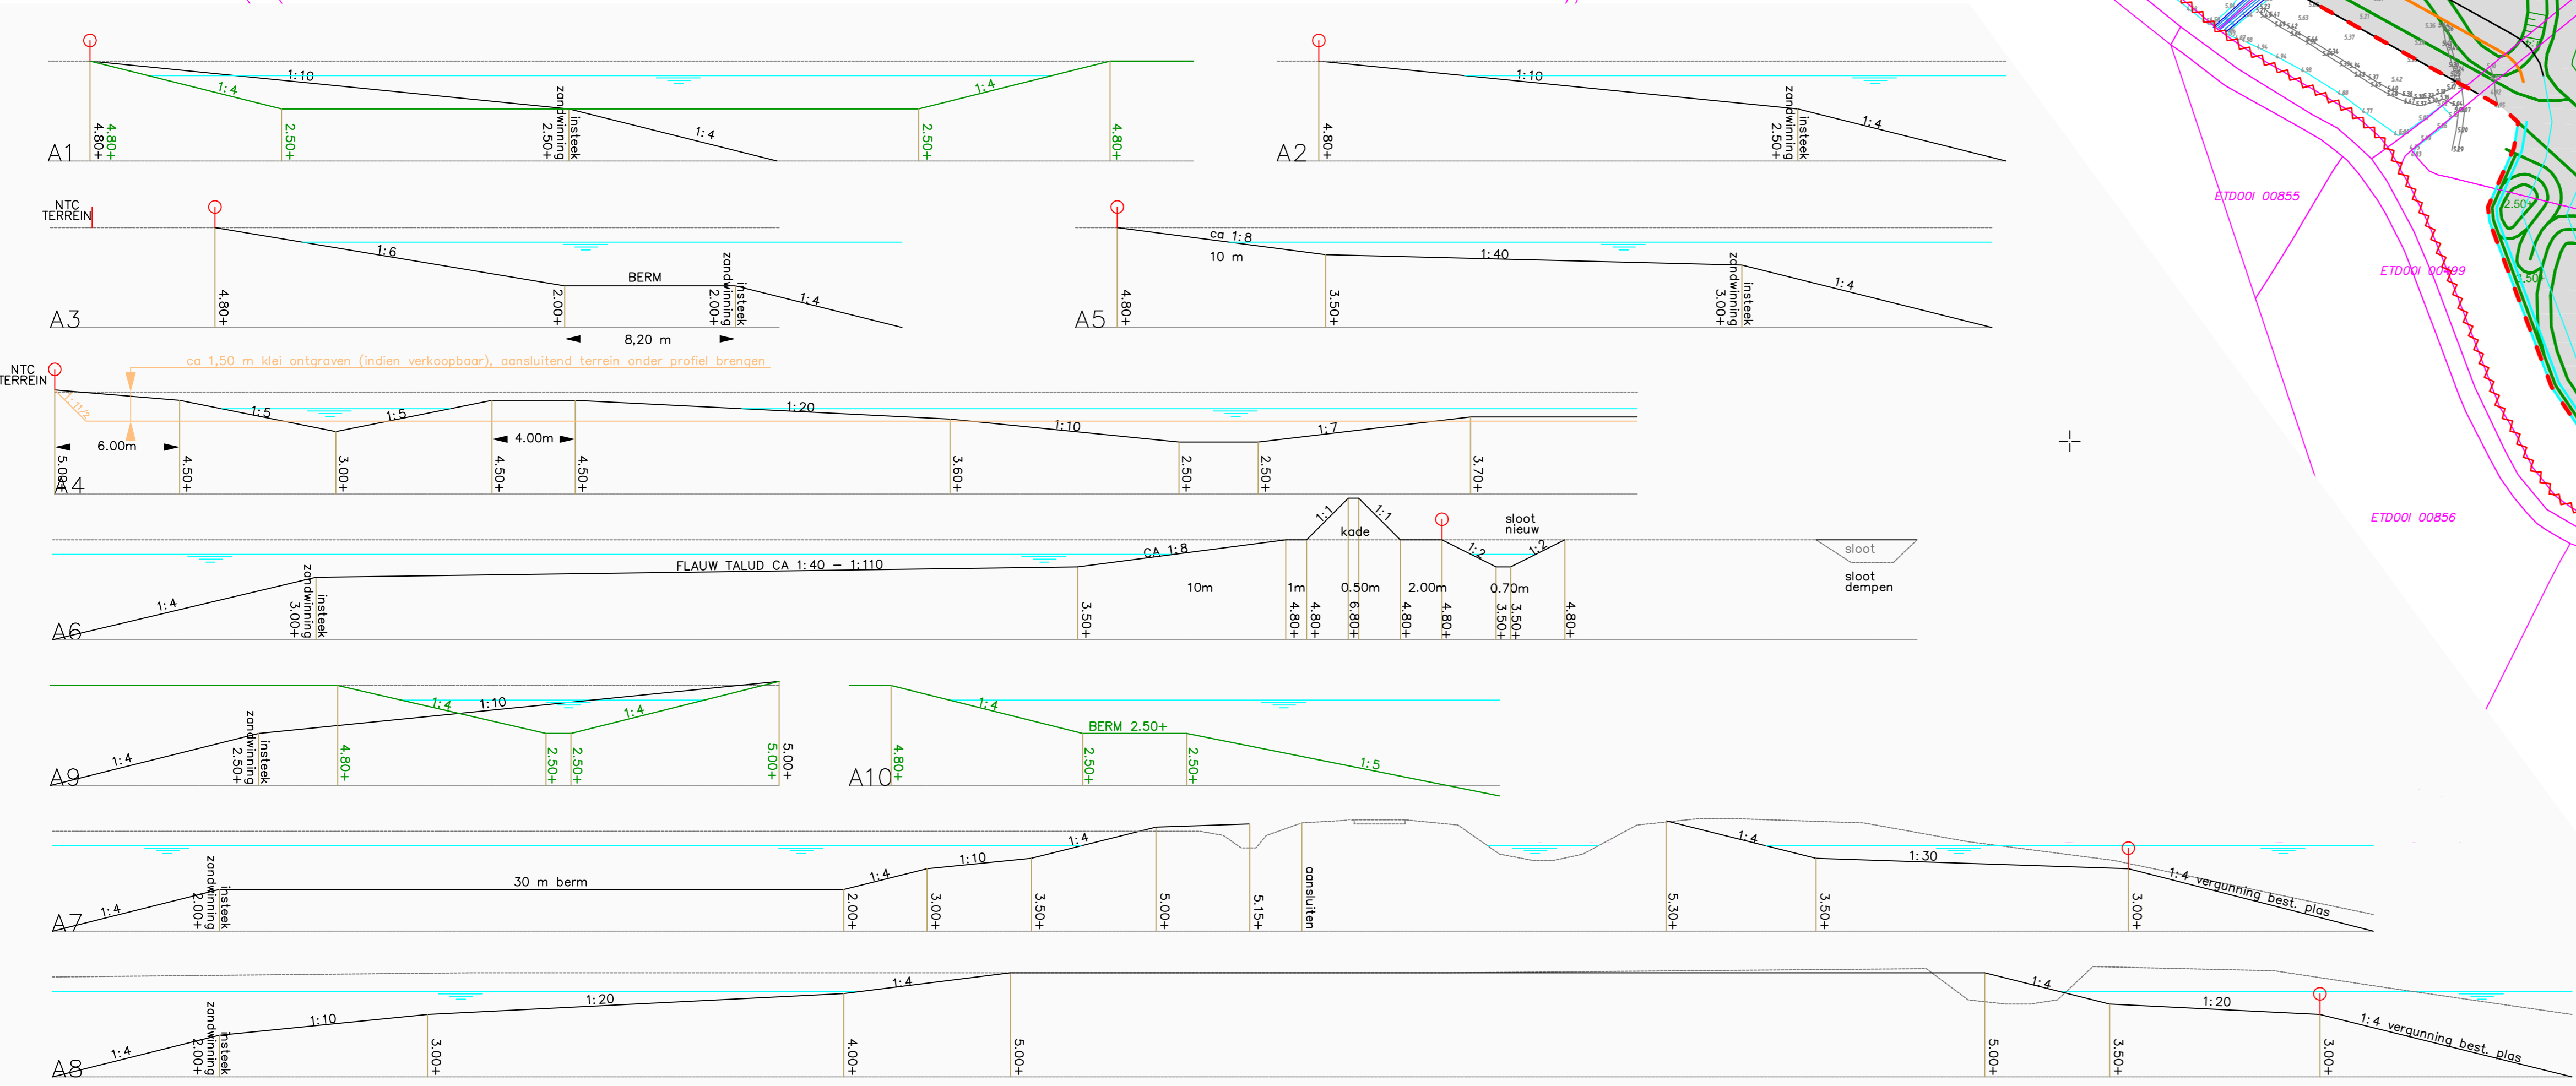 A1
1:10
1:4
1:4
1:4
4.80+
4.80+
2.50+
2.50+
zandwinning
insteek
2.50+
4.80+
A2
1:10
1:4
4.80+
2.50+
zandwinning
insteek
NTC
TERREIN
A3
1:6
BERM
1:4
4.80+
2.00+
2.00+
zandwinning
insteek
8,20 m
A5
ca 1:8
10 m
1:40
1:4
4.80+
3.50+
3.00+
zandwinning
insteek
ca 1,50 m klei ontgraven (indien verkoopbaar), aansluitend terrein onder profiel brengen
NTC
TERREIN
A4
1:1 1/2
1:5
1:5
1:20
1:10
1:7
6.00m
4.00m
4.50+
3.00+
4.50+
4.50+
3.60+
2.50+
2.50+
3.70+
A6
1:4
FLAUW TALUD CA 1:40 - 1:110
CA 1:8
1:1
1:1
kade
1:2
1:2
sloot
nieuw
sloot
sloot
dempen
10m
1m
0.50m
2.00m
0.70m
3.00+
zandwinning
insteek
3.50+
4.80+
4.80+
6.80+
4.80+
4.80+
3.50+
3.50+
4.80+
A9
1:4
1:4
1:10
1:4
2.50+
zandwinning
insteek
4.80+
2.50+
2.50+
5.00+
5.00+
A10
1:4
BERM 2.50+
1:5
4.80+
2.50+
2.50+
A7
1:4
30 m berm
1:4
1:10
1:4
1:4
1:30
1:4 vergunning best. plas
2.00+
zandwinning
insteek
2.00+
3.00+
3.50+
5.00+
5.15+
aansluiten
5.30+
3.50+
3.00+
A8
1:4
1:10
1:20
1:4
1:4
1:20
1:4 vergunning best. plas
2.00+
zandwinning
insteek
3.00+
4.00+
5.00+
5.00+
3.50+
3.00+
ETD00I 00855
ETD00I 00499
ETD00I 00856
2.50+